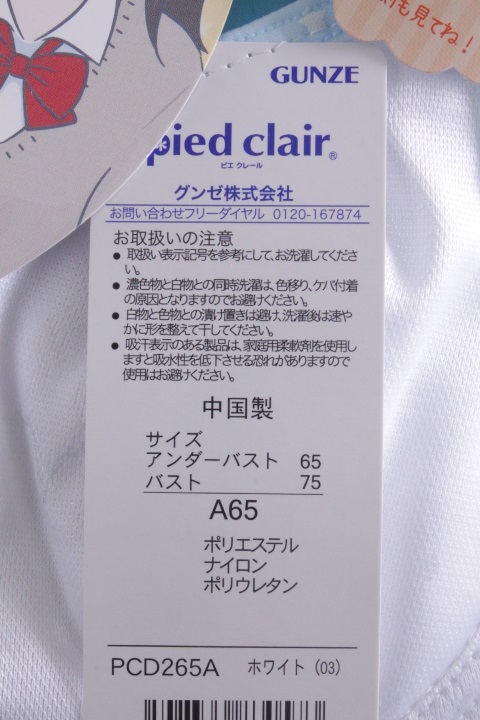 も見てね!
GUNZE
pied clair®
ピエ クレール
グンゼ株式会社
お問い合わせフリーダイヤル 0120-167874
お取扱いの注意
● 取扱い表示記号を参考にして、お洗濯してくださ
い。
● 濃色物と白物との同時洗濯は、色移り、ケバ付着
の原因となりますのでお避けください。
● 白物と色物との漬け置きは避け、洗濯後は速や
かに形を整えて干してください。
● 吸汗表示のある製品は、家庭用柔軟剤を使用し
ますと吸水性を低下させる恐れがありますので
使用はお避けください。
中国製
サイズ
アンダーバスト 65
バスト 75
A65
ポリエステル
ナイロン
ポリウレタン
PCD265A ホワイト(03)